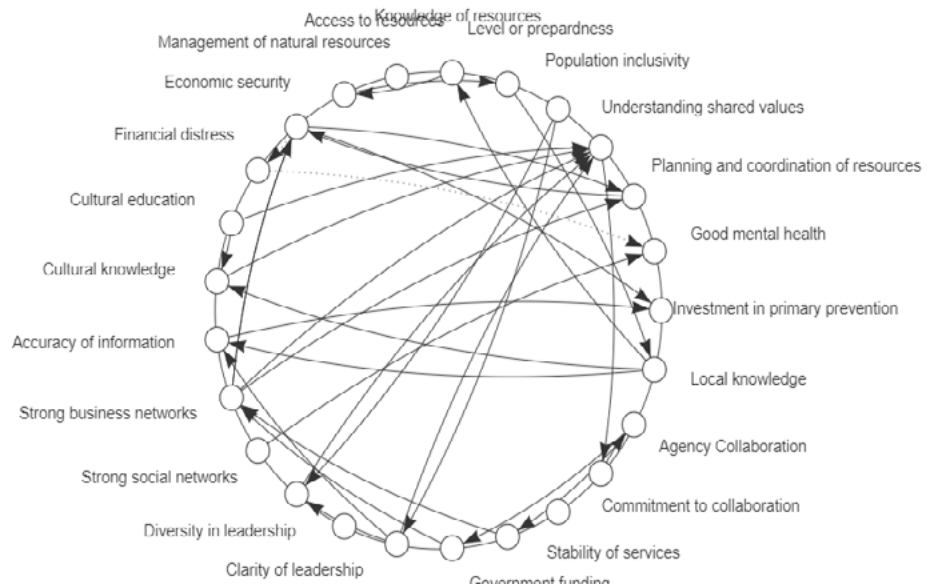 Knowledge of resources
Access to resources
Level or prepardness
Management of natural resources
Population inclusivity
Economic security
Understanding shared values
Financial distress
Planning and coordination of resources
Cultural education
Good mental health
Cultural knowledge
Investment in primary prevention
Accuracy of information
Local knowledge
Strong business networks
Agency Collaboration
Strong social networks
Commitment to collaboration
Diversity in leadership
Stability of services
Clarity of leadership
Government funding